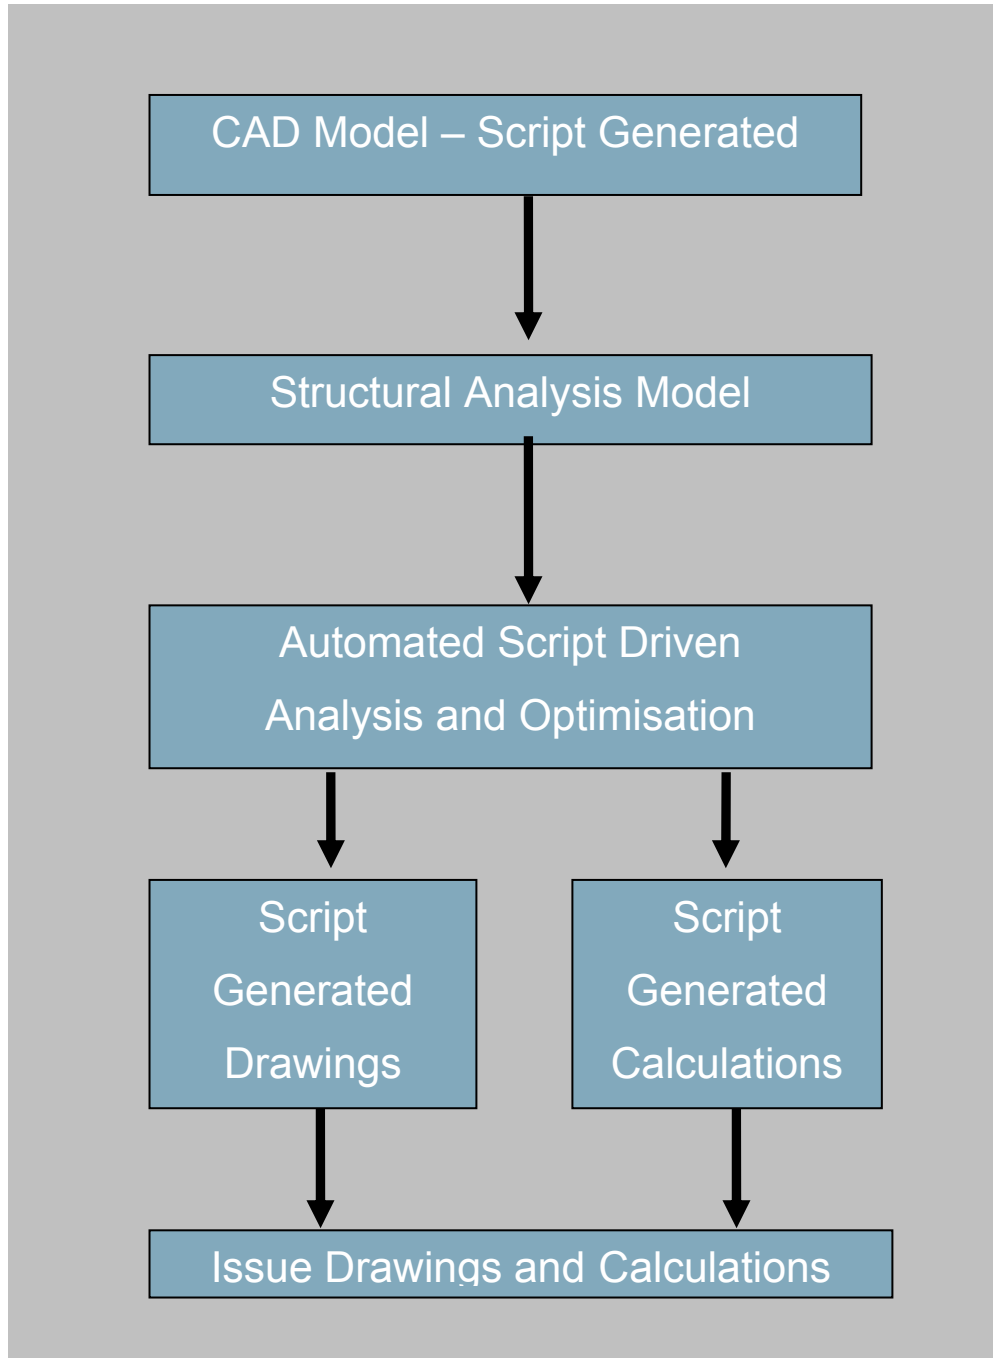 CAD Model – Script Generated
Structural Analysis Model
Automated Script Driven
Analysis and Optimisation
Script
Generated
Drawings
Script
Generated
Calculations
Issue Drawings and Calculations